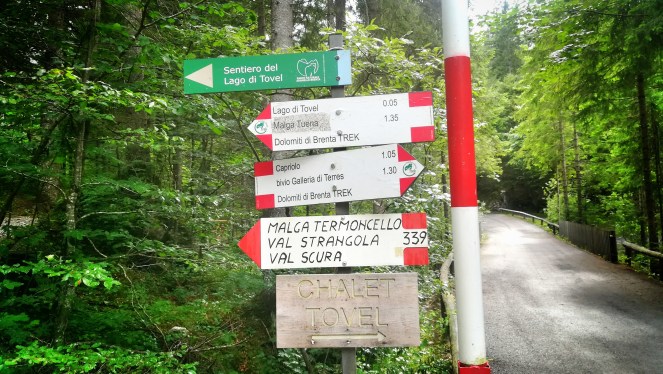 Sentiero del
Lago di Tovel
Lago di Tovel 0.05
Malga Tuena 1.35
Dolomiti di Brenta TREK
Capriolo 1.05
bivio Galleria di Terres 1.30
Dolomiti di Brenta TREK
MALGA TERMONCELLO
VAL STRANGOLA 339
VAL SCURA
CHALET
TOVEL